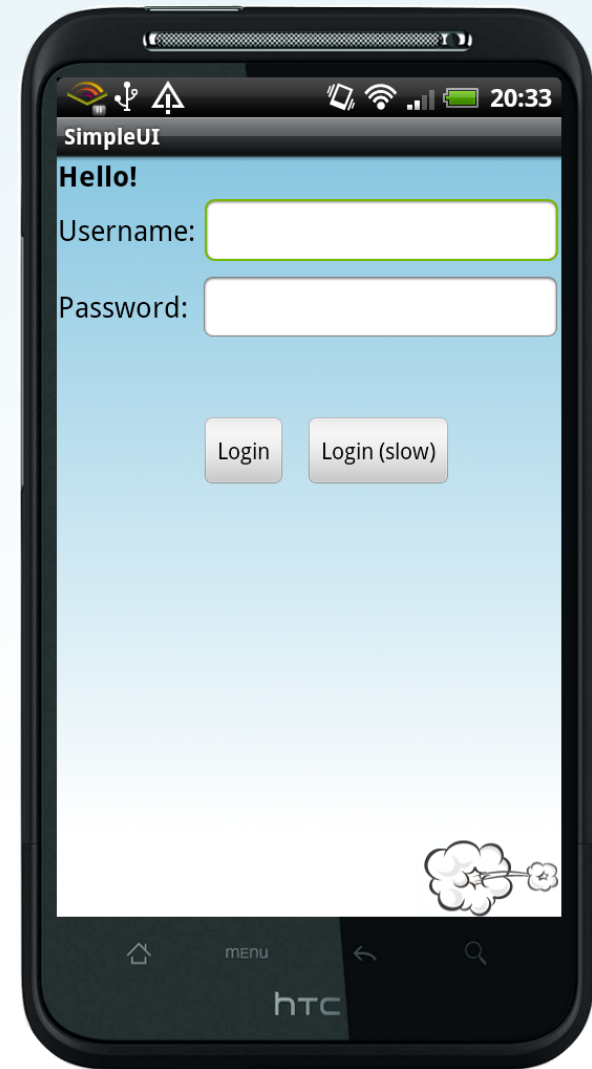 20:33
SimpleUI
Hello!
Username:
Password:
Login Login (slow)
MENU
hTC